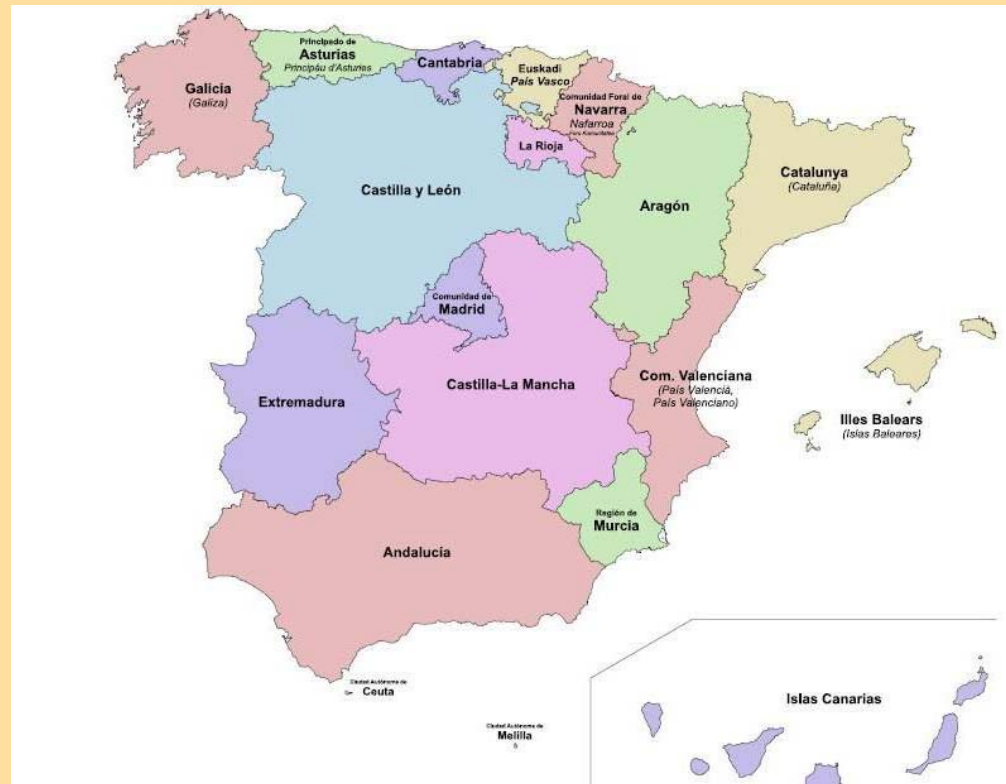 Principado de
Asturias
Principáu d'Asturies
Cantabria
Euskadi
País Vasco
Galicia
(Galiza)
Comunidad Foral de
Navarra
Nafarroa
Foru Komunitatea
La Rioja
Catalunya
(Cataluña)
Castilla y León
Aragón
Comunidad de
Madrid
Com. Valenciana
(País Valencià,
País Valenciano)
Castilla-La Mancha
Extremadura
Illes Balears
(Islas Baleares)
Región de
Murcia
Andalucía
Ciudad Autónoma de
Ceuta
Islas Canarias
Ciudad Autónoma de
Melilla